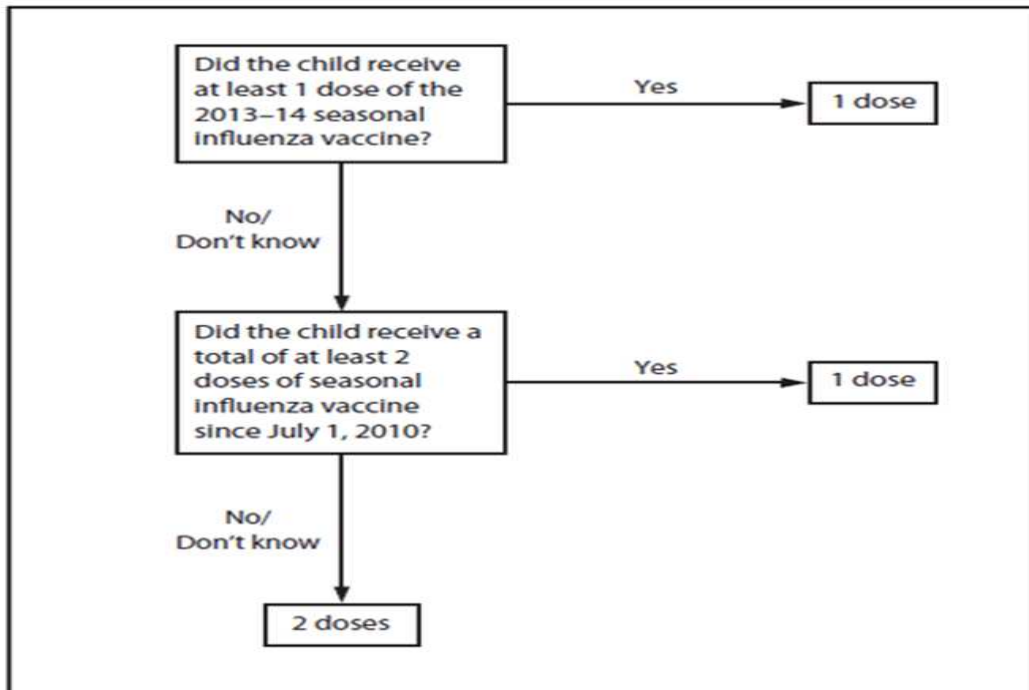 Did the child receive
at least 1 dose of the
2013–14 seasonal
influenza vaccine?
Yes
1 dose
No/
Don't know
Did the child receive a
total of at least 2
doses of seasonal
influenza vaccine
since July 1, 2010?
Yes
1 dose
No/
Don't know
2 doses